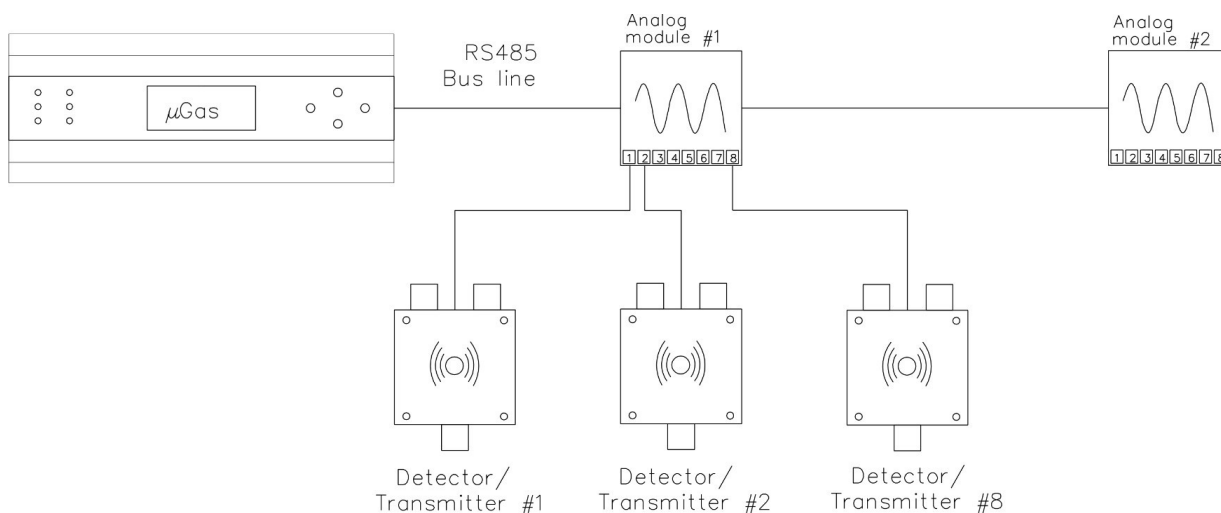 Analog
module #1
Analog
module #2
RS485
Bus line
µGas
1 2 3 4 5 6 7 8
1 2 3 4 5 6 7 8
Detector/
Transmitter #1
Detector/
Transmitter #2
Detector/
Transmitter #8